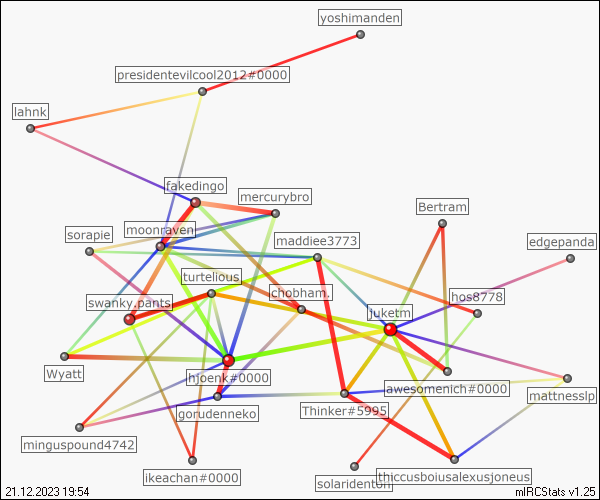 yoshimanden
presidentevilcool2012#0000
lahnk
fakedingo
mercurybro
Bertram
moonraven
sorapie
maddiee3773
edgepanda
turtelious
chobham.
swanky.pants
hos8778
juketm
Wyatt
hjoenk#0000
awesomenich#0000
mattnesslp
gorudenneko
Thinker#5995
minguspound4742
ikeachan#0000
solaridenton
thiccusboiusalexusjoneus
21.12.2023 19:54
mIRCStats v1.25